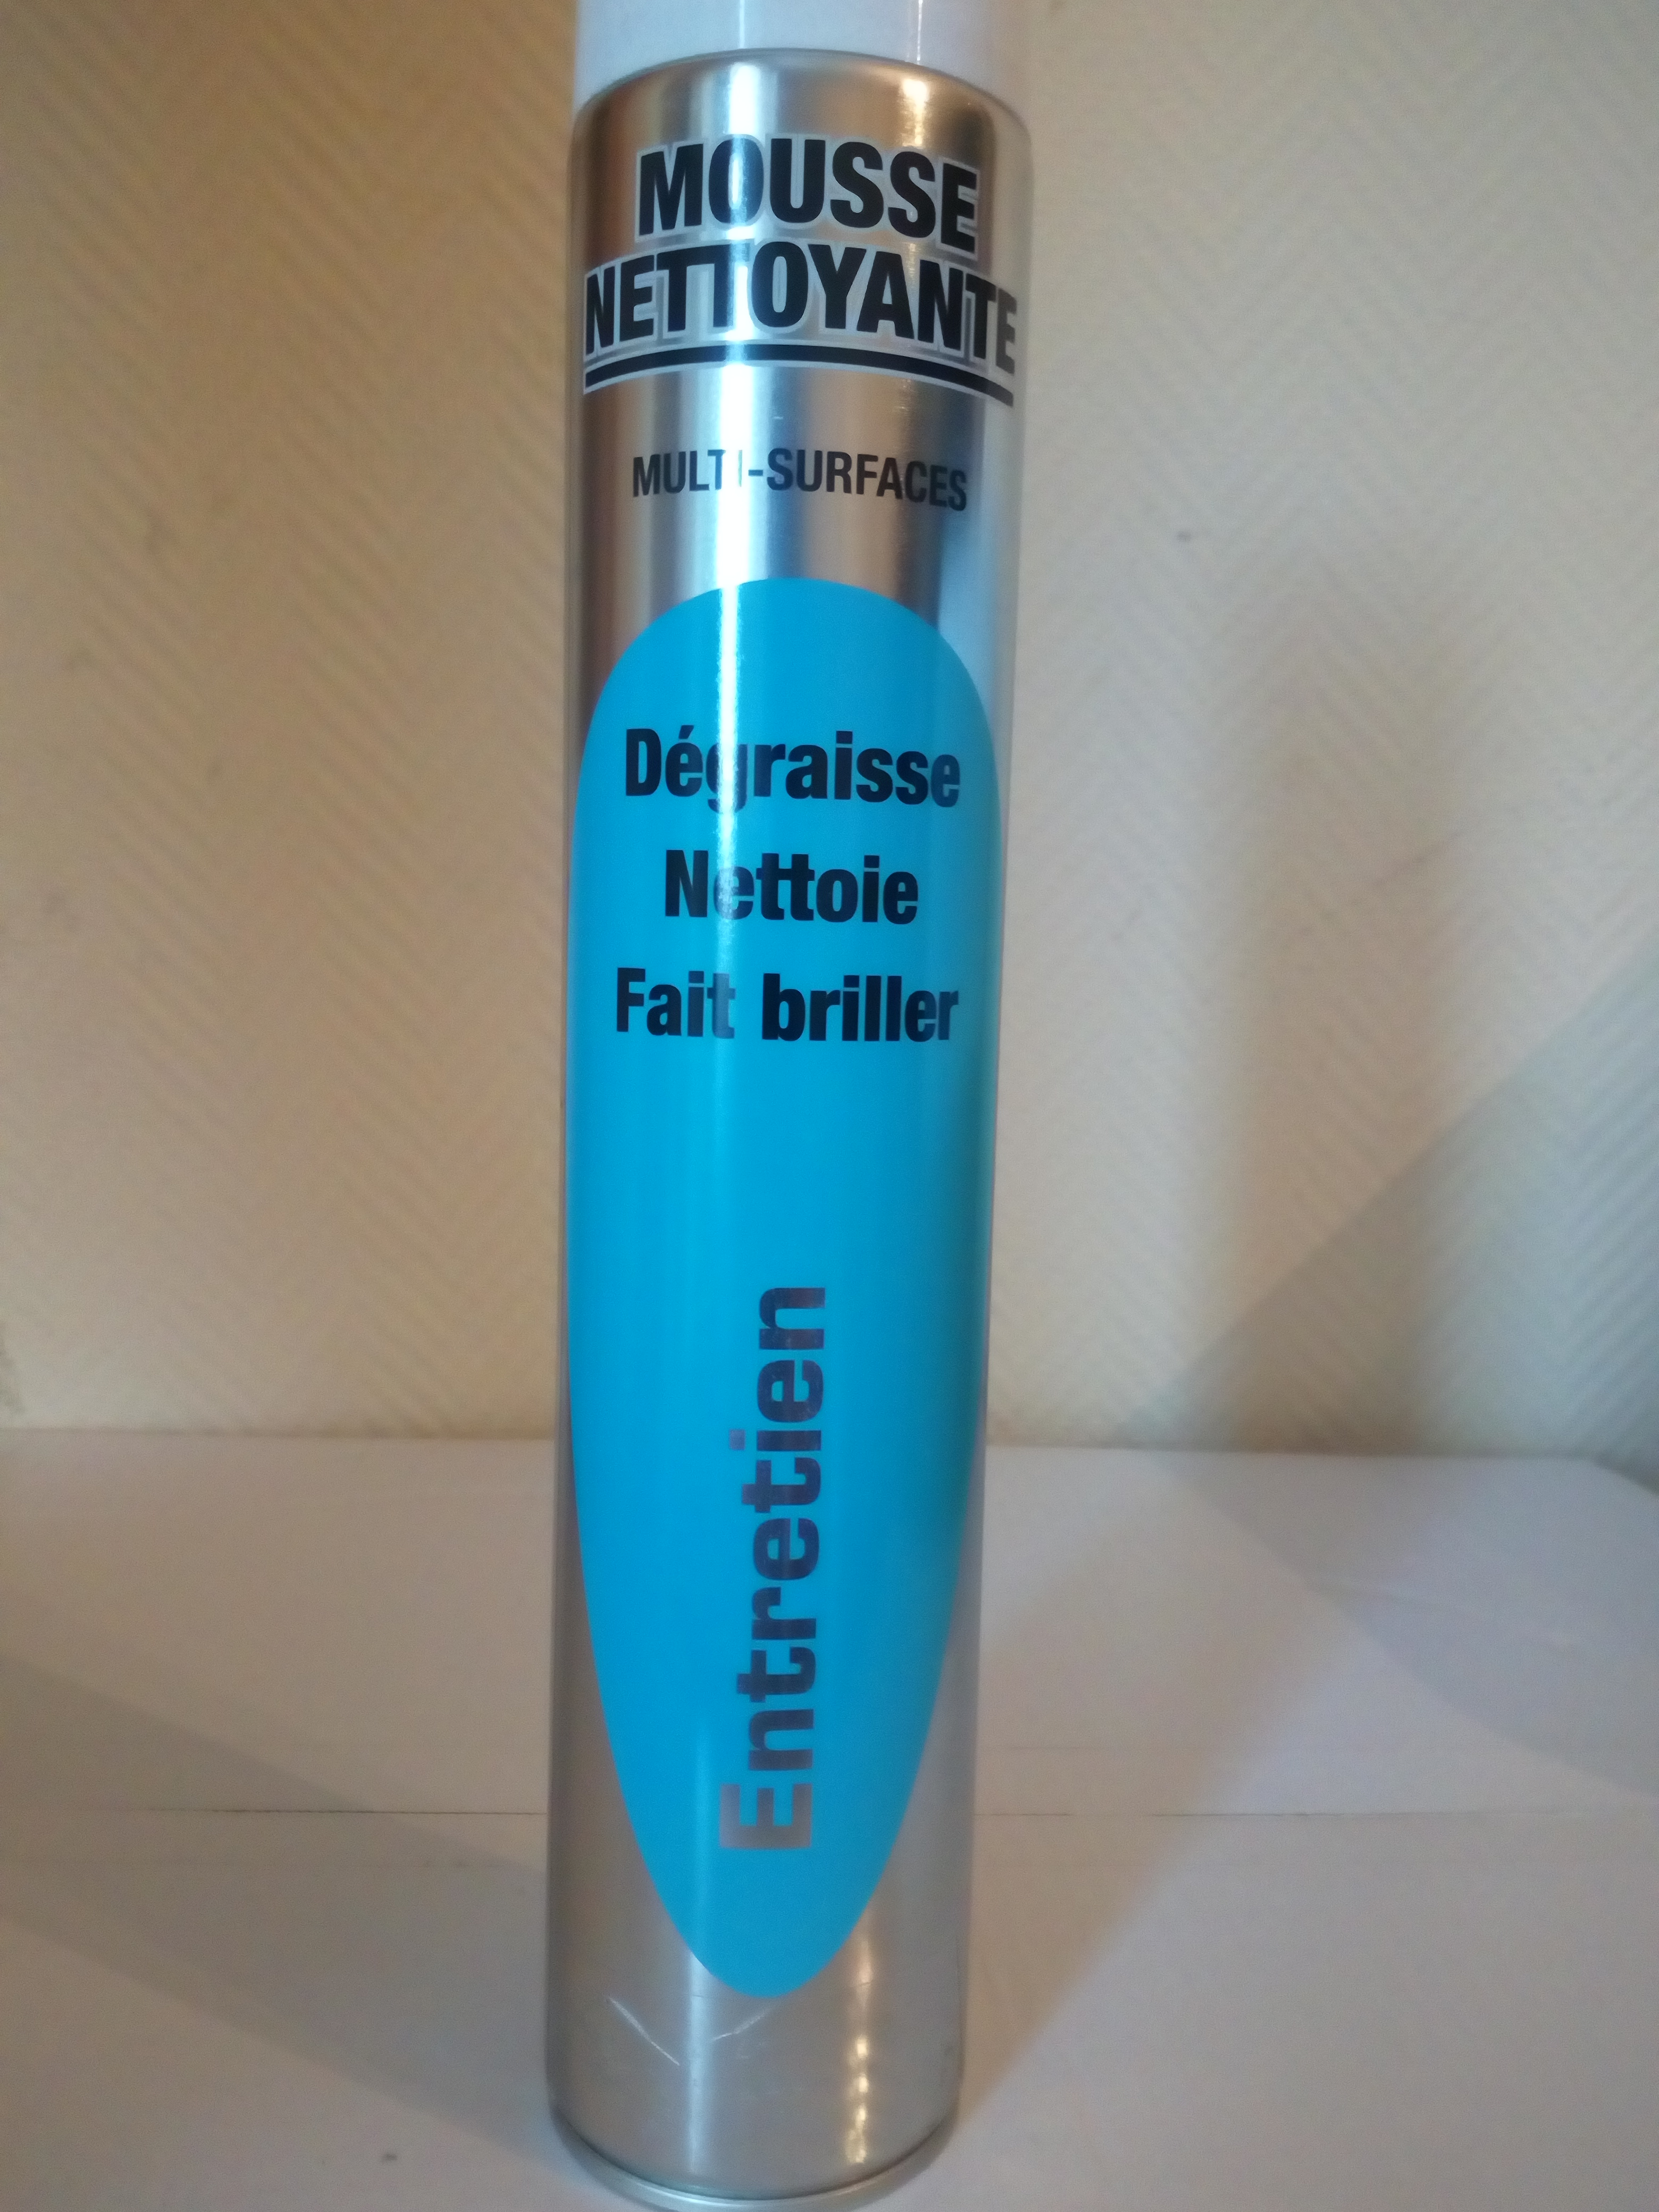 MOUSSE
NETTOYANTE
MULTI-SURFACES
Dégraisse
Nettoie
Fait briller
Entretien